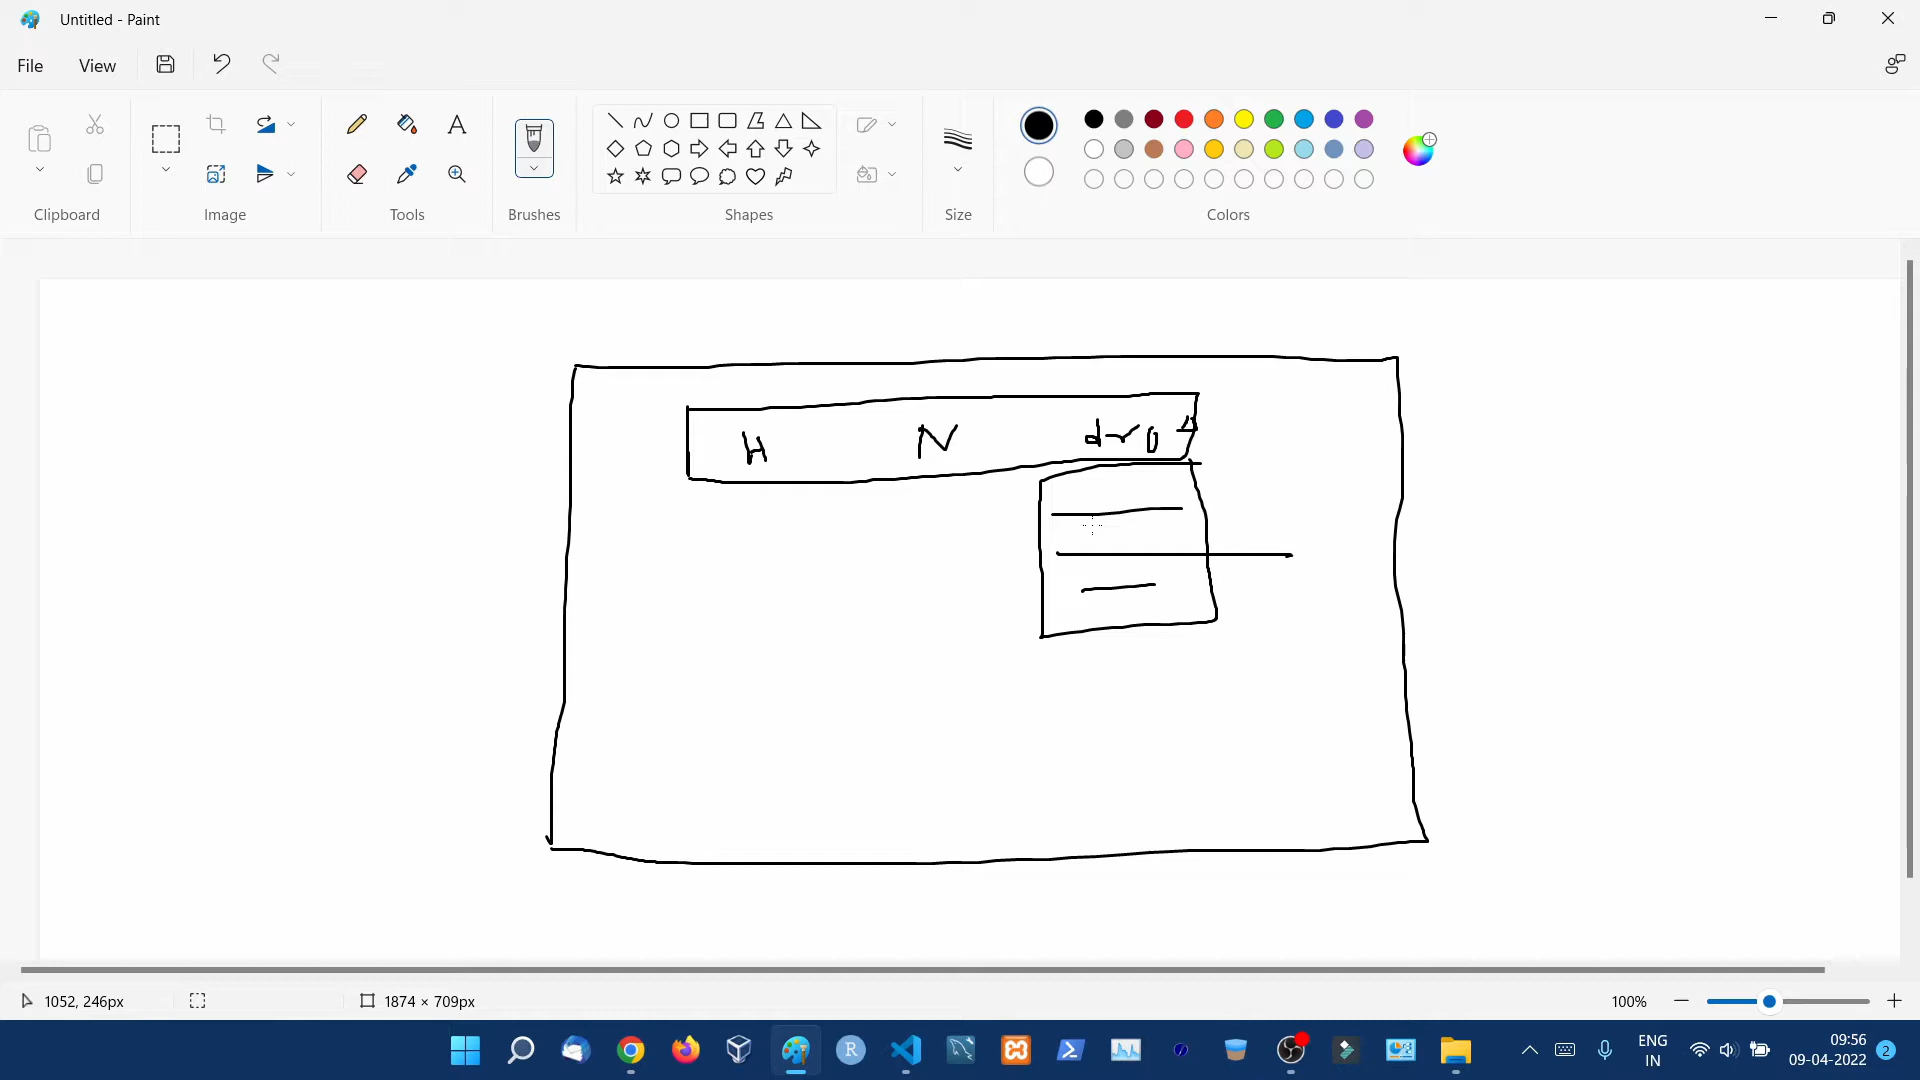 Untitled - Paint
File View
Clipboard
Image
Tools
Brushes
Shapes
Size
Colors
H N dro
1052, 246px
1874 × 709px
100%
ENG
IN
09:56
09-04-2022
2